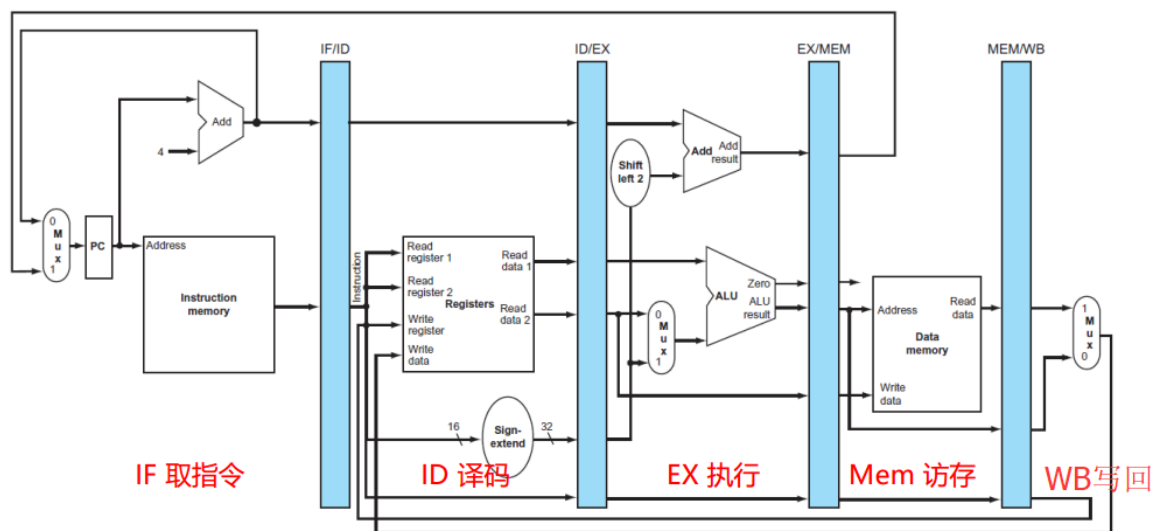 IF/ID
ID/EX
EX/MEM
MEM/WB
Add
4
Shift
left 2
Add
Add
result
0
M
u
x
1
PC
Address
Instruction
memory
Instruction
Read
register 1
Read
register 2
Write
register
Write
data
Registers
Read
data 1
Read
data 2
0
M
u
x
1
ALU
Zero
ALU
result
Address
Write
data
Data
memory
Read
data
1
M
u
x
0
16
Sign-
extend
32
IF 取指令
ID 译码
EX 执行
Mem 访存
WB写回